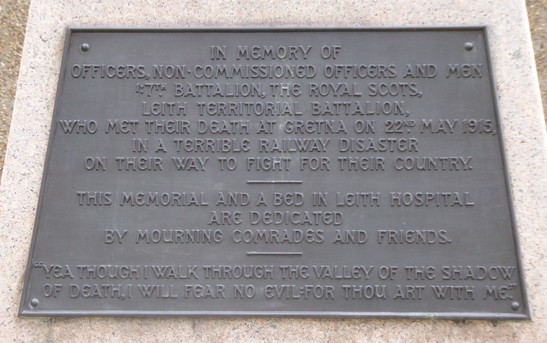 IN MEMORY OF
OFFICERS, NON-COMMISSIONED OFFICERS AND MEN
1/7TH BATTALION, THE ROYAL SCOTS,
LEITH TERRITORIAL BATTALION,
WHO MET THEIR DEATH AT GRETNA ON 22ND MAY 1915,
IN A TERRIBLE RAILWAY DISASTER
ON THEIR WAY TO FIGHT FOR THEIR COUNTRY.
THIS MEMORIAL AND A BED IN LEITH HOSPITAL
ARE DEDICATED
BY MOURNING COMRADES AND FRIENDS.
"YEA THOUGH I WALK THROUGH THE VALLEY OF THE SHADOW
OF DEATH, I WILL FEAR NO EVIL: FOR THOU ART WITH ME"